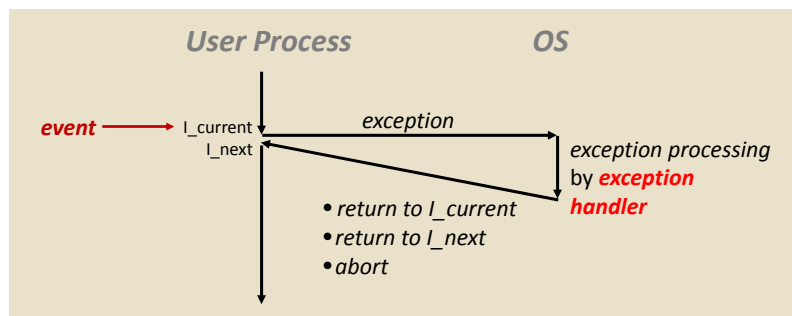 User Process OS
event
I_current
I_next
exception
exception processing
by exception
handler
• return to I_current
• return to I_next
• abort